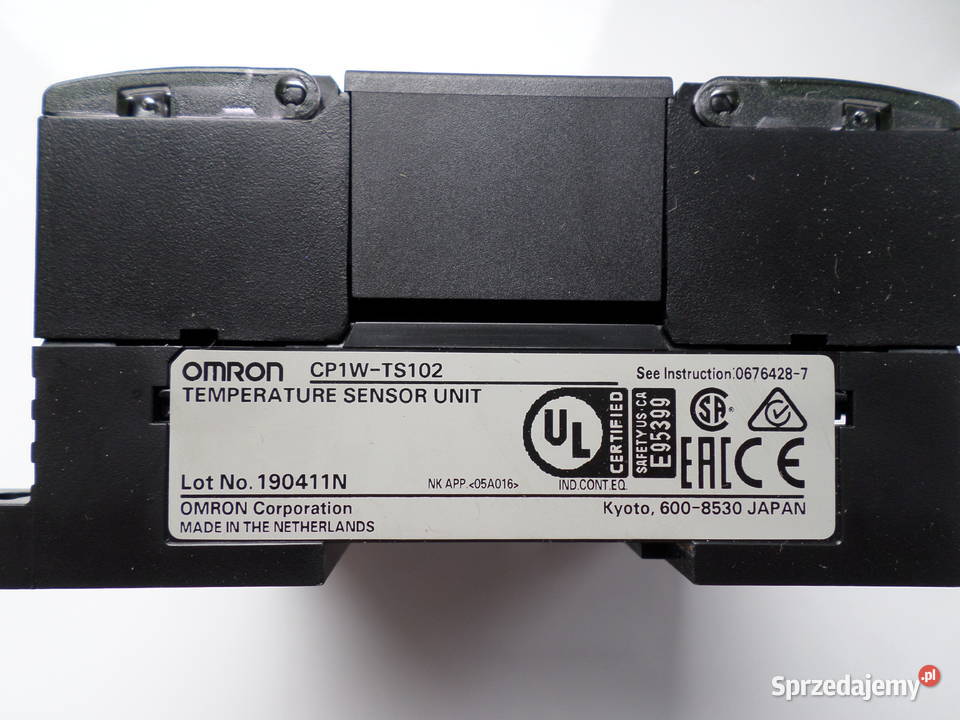 OMRON CP1W-TS102 See Instruction:0676428-7
TEMPERATURE SENSOR UNIT
UL CERTIFIED
SAFETY US-CA
E95399
SA
EAC CE
Lot No. 190411N NK APP.<05A016> IND.CONT.EQ.
OMRON Corporation Kyoto, 600-8530 JAPAN
MADE IN THE NETHERLANDS
Sprzedajemy.pl